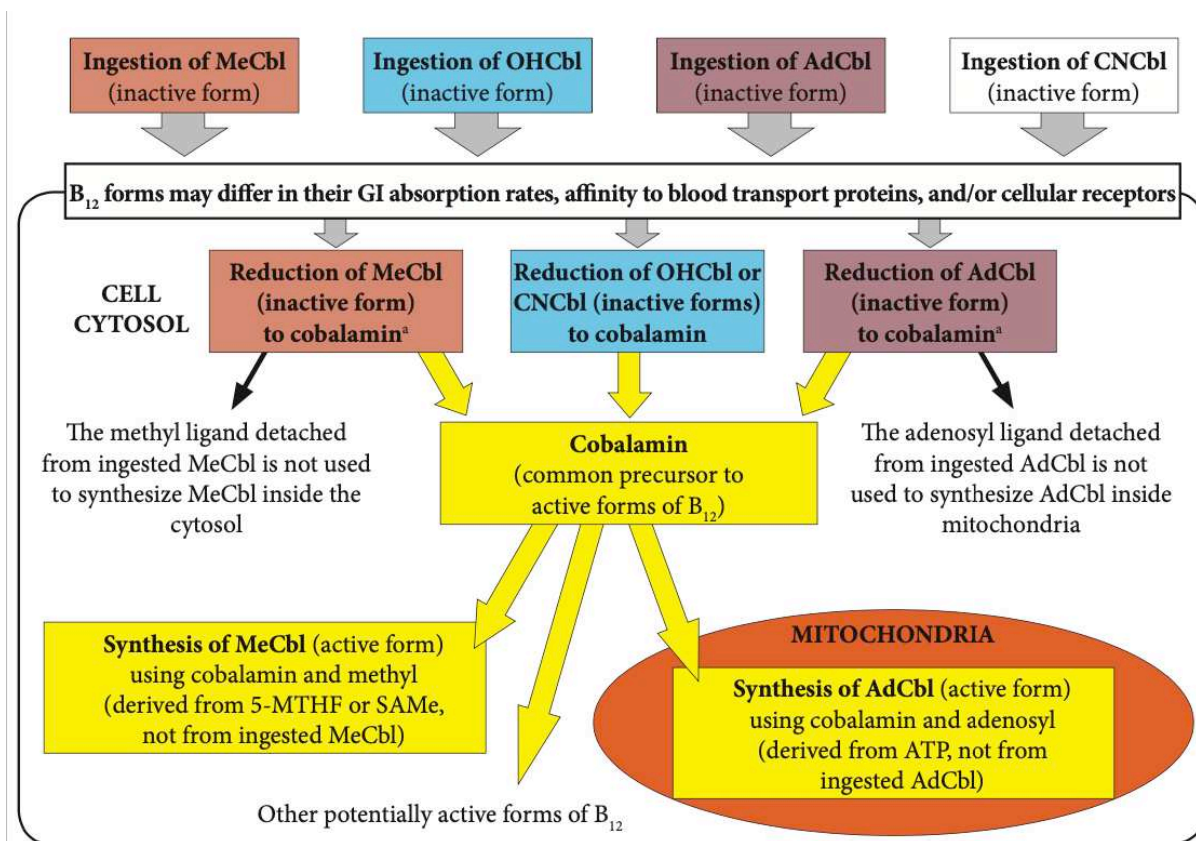 Ingestion of MeCbl
(inactive form)
Ingestion of OHCbl
(inactive form)
Ingestion of AdCbl
(inactive form)
Ingestion of CNCbl
(inactive form)
B₁₂ forms may differ in their GI absorption rates, affinity to blood transport proteins, and/or cellular receptors
CELL
CYTOSOL
Reduction of MeCbl
(inactive form)
to cobalaminᵃ
Reduction of OHCbl or
CNCbl (inactive forms)
to cobalamin
Reduction of AdCbl
(inactive form)
to cobalaminᵃ
The methyl ligand detached
from ingested MeCbl is not used
to synthesize MeCbl inside the
cytosol
Cobalamin
(common precursor to
active forms of B₁₂)
The adenosyl ligand detached
from ingested AdCbl is not
used to synthesize AdCbl inside
mitochondria
Synthesis of MeCbl (active form)
using cobalamin and methyl
(derived from 5-MTHF or SAMe,
not from ingested MeCbl)
MITOCHONDRIA
Synthesis of AdCbl (active form)
using cobalamin and adenosyl
(derived from ATP, not from
ingested AdCbl)
Other potentially active forms of B₁₂